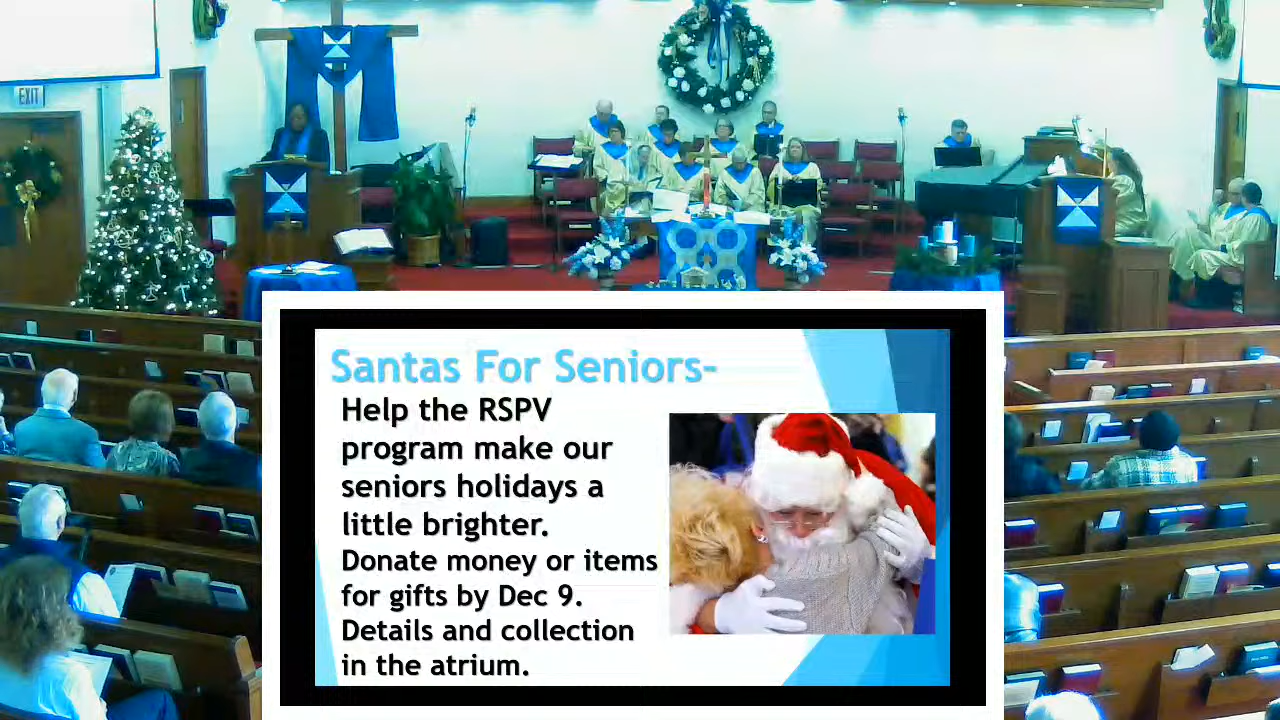 EXIT
Santas For Seniors-
Help the RSPV
program make our
seniors holidays a
little brighter.
Donate money or items
for gifts by Dec 9.
Details and collection
in the atrium.